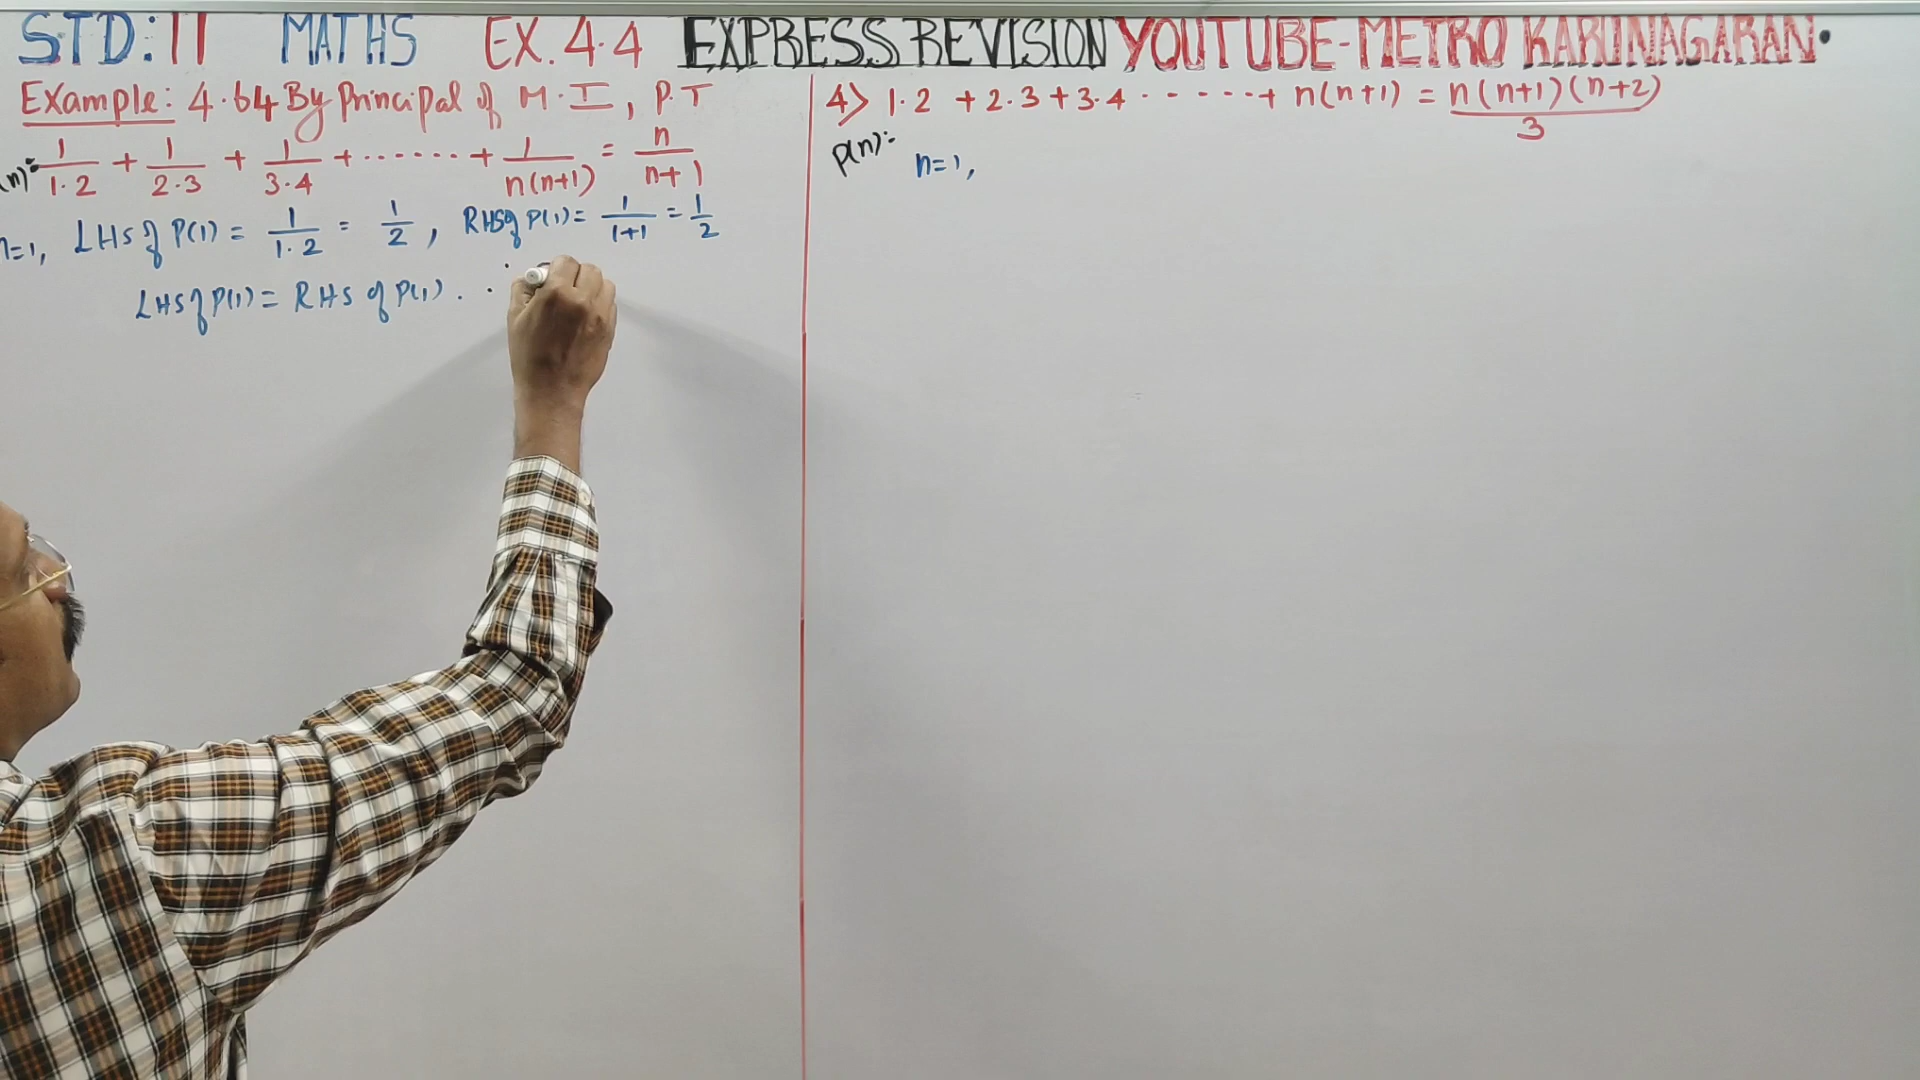 STD: 11 MATHS EX. 4.4 EXPRESS REVISION YOUTUBE-METRO KARUNAGARAN.
Example: 4.64 By Principal of M.I, P.T
(n):- 1/1.2 + 1/2.3 + 1/3.4 + ...... + 1/n(n+1) = n/n+1
n=1, LHS of P(1) = 1/1.2 = 1/2, RHS of P(1) = 1/1+1 = 1/2
LHS of P(1) = RHS of P(1).
4> 1.2 + 2.3 + 3.4 ...... + n(n+1) = n(n+1)(n+2)/3
p(n):-
n=1,